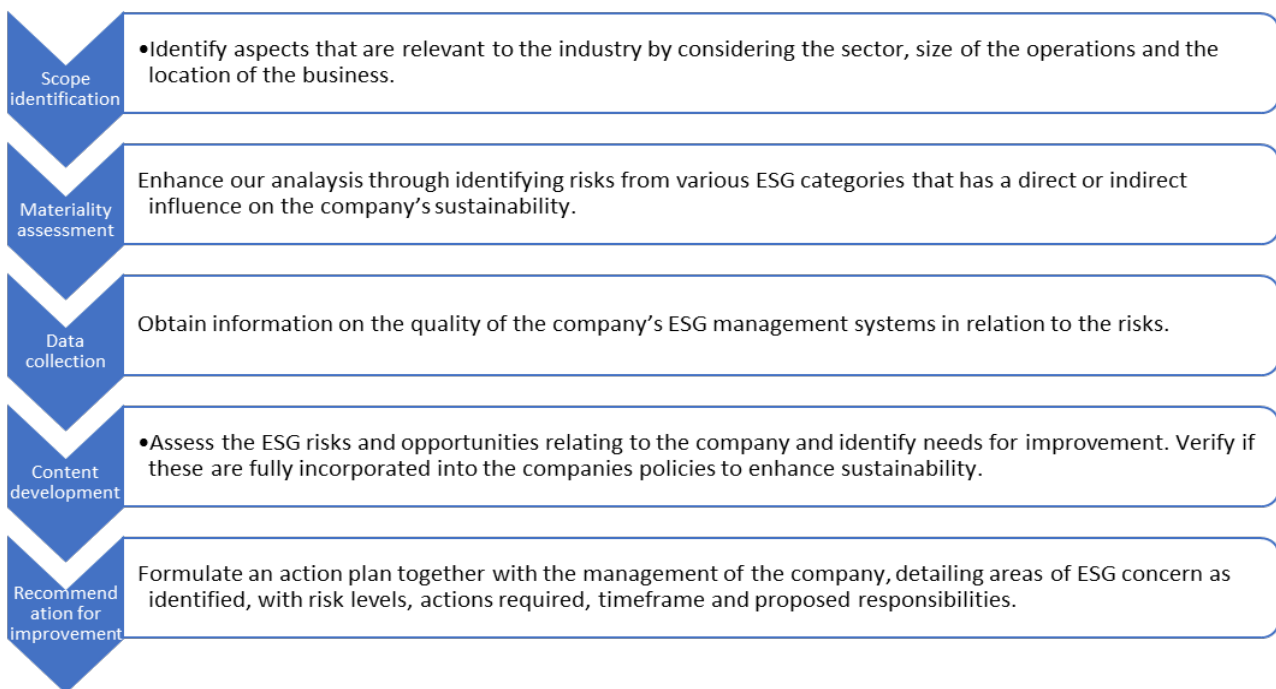 Scope
identification
•Identify aspects that are relevant to the industry by considering the sector, size of the operations and the
location of the business.
Materiality
assessment
Enhance our analaysis through identifying risks from various ESG categories that has a direct or indirect
influence on the company's sustainability.
Data
collection
Obtain information on the quality of the company's ESG management systems in relation to the risks.
Content
development
•Assess the ESG risks and opportunities relating to the company and identify needs for improvement. Verify if
these are fully incorporated into the companies policies to enhance sustainability.
Recommend
ation for
improvement
Formulate an action plan together with the management of the company, detailing areas of ESG concern as
identified, with risk levels, actions required, timeframe and proposed responsibilities.